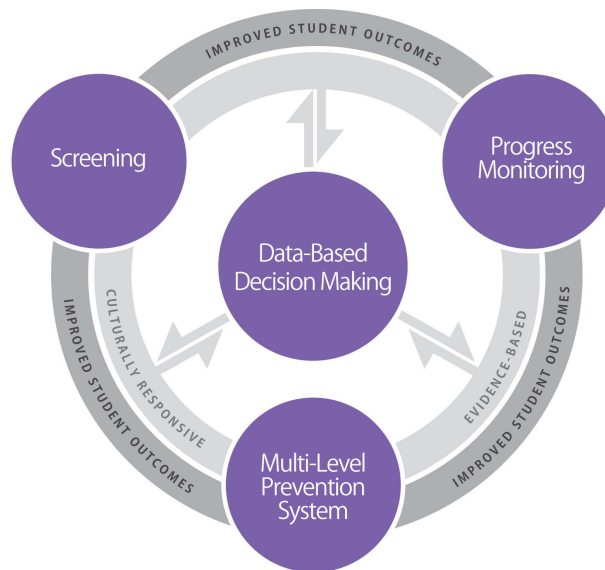 IMPROVED STUDENT OUTCOMES
Screening
Progress
Monitoring
Data-Based
Decision Making
IMPROVED STUDENT OUTCOMES
CULTURALLY RESPONSIVE
EVIDENCE-BASED
IMPROVED STUDENT OUTCOMES
Multi-Level
Prevention
System